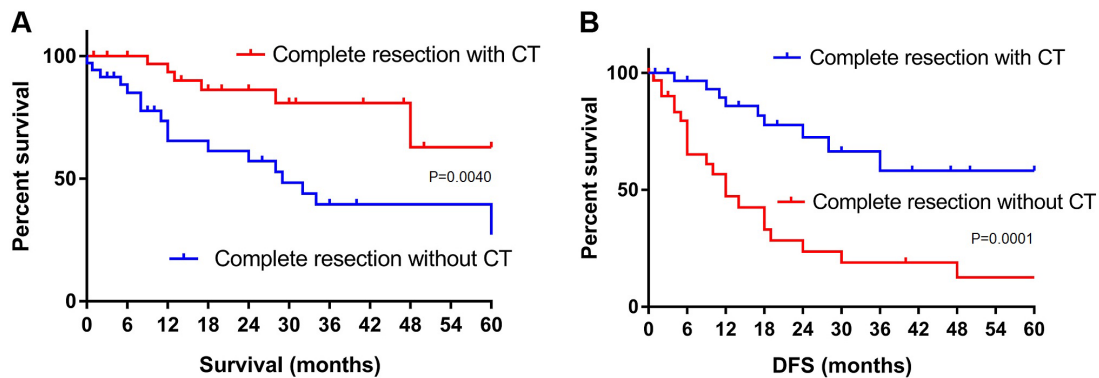 A
Percent survival
100
50
0
Complete resection with CT
P=0.0040
Complete resection without CT
0 6 12 18 24 30 36 42 48 54 60
Survival (months)
B
Percent survival
100
50
0
Complete resection with CT
Complete resection without CT
P=0.0001
0 6 12 18 24 30 36 42 48 54 60
DFS (months)